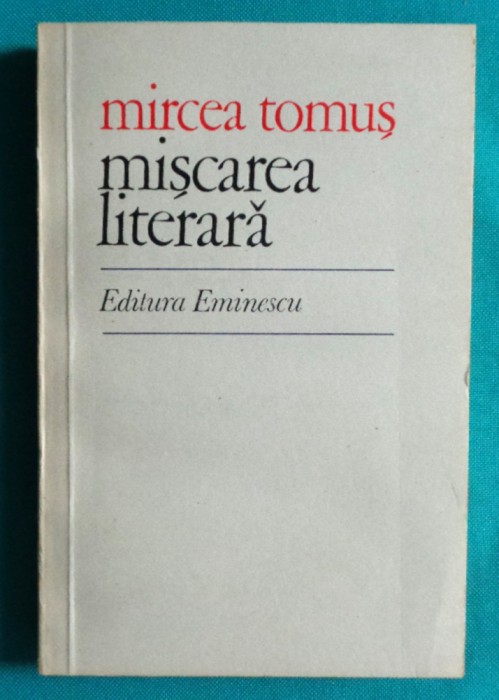 mircea tomuș
mișcarea
literară
Editura Eminescu